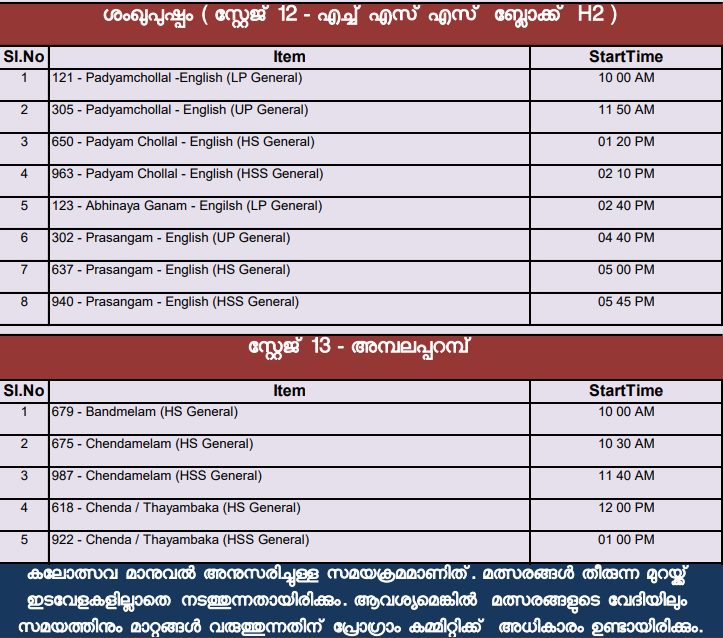 ശംഖുപുഷ്പം ( സ്റ്റേജ് 12 - എച്ച് എസ് എസ് ബ്ലോക്ക് H2 )
Sl.No Item StartTime
1 121 - Padyamchollal -English (LP General) 10 00 AM
2 305 - Padyamchollal - English (UP General) 11 50 AM
3 650 - Padyam Chollal - English (HS General) 01 20 PM
4 963 - Padyam Chollal - English (HSS General) 02 10 PM
5 123 - Abhinaya Ganam - Engilsh (LP General) 02 40 PM
6 302 - Prasangam - English (UP General) 04 40 PM
7 637 - Prasangam - English (HS General) 05 00 PM
8 940 - Prasangam - English (HSS General) 05 45 PM
സ്റ്റേജ് 13 - അമ്പലപ്പറമ്പ്
Sl.No Item StartTime
1 679 - Bandmelam (HS General) 10 00 AM
2 675 - Chendamelam (HS General) 10 30 AM
3 987 - Chendamelam (HSS General) 11 40 AM
4 618 - Chenda / Thayambaka (HS General) 12 00 PM
5 922 - Chenda / Thayambaka (HSS General) 01 00 PM
കലോത്സവ മാനുവൽ അനുസരിച്ചുള്ള സമയക്രമമാണിത് . മത്സരങ്ങൾ തീരുന്ന മുറയ്ക്ക്
ഇടവേളകളില്ലാതെ നടത്തുന്നതായിരിക്കും. ആവശ്യമെങ്കിൽ മത്സരങ്ങളുടെ വേദിയിലും
സമയത്തിനും മാറ്റങ്ങൾ വരുത്തുന്നതിന് പ്രോഗ്രാം കമ്മിറ്റിക്ക് അധികാരം ഉണ്ടായിരിക്കും.